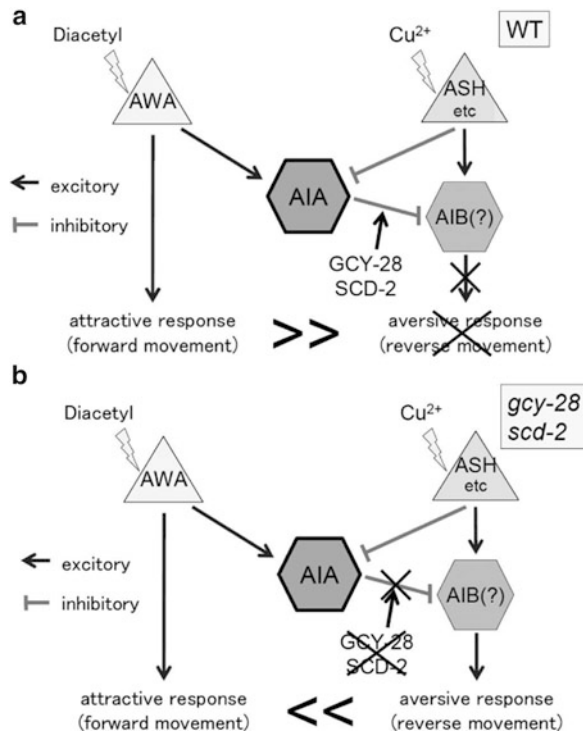 a
WT
Diacetyl
Cu²⁺
AWA
ASH
etc
excitory
AIA
AIB(?)
inhibitory
GCY-28
SCD-2
attractive response
(forward movement)
>>
aversive response
(reverse movement)
b
gcy-28
scd-2
Diacetyl
Cu²⁺
AWA
ASH
etc
excitory
AIA
AIB(?)
inhibitory
GCY-28
SCD-2
attractive response
(forward movement)
<<
aversive response
(reverse movement)